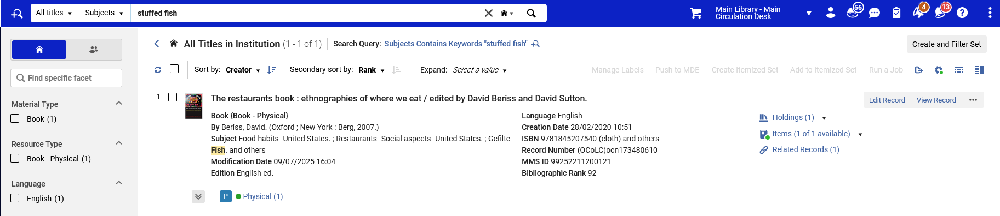 All titles
Subjects
stuffed fish
Main Library - Main
Circulation Desk
56
4
13
All Titles in Institution (1 - 1 of 1)
Search Query: Subjects Contains Keywords "stuffed fish"
Create and Filter Set
Find specific facet
Sort by: Creator
Secondary sort by: Rank
Expand: Select a value
Manage Labels
Push to MDE
Create Itemized Set
Add to Itemized Set
Run a Job
Material Type
Book (1)
Resource Type
Book - Physical (1)
Language
English (1)
1
The restaurants book : ethnographies of where we eat / edited by David Beriss and David Sutton.
Edit Record
View Record
Book {Book - Physical}
By Beriss, David. (Oxford ; New York : Berg, 2007.)
Subject Food habits--United States. ; Restaurants--Social aspects--United States. ; Gefilte
Fish. and others
Modification Date 09/07/2025 16:04
Edition English ed.
Language English
Creation Date 28/02/2020 10:51
ISBN 9781845207540 (cloth) and others
Record Number (OCoLC)ocn173480610
MMS ID 99252211200121
Bibliographic Rank 92
Holdings (1)
Items (1 of 1 available)
Related Records (1)
P
Physical (1)